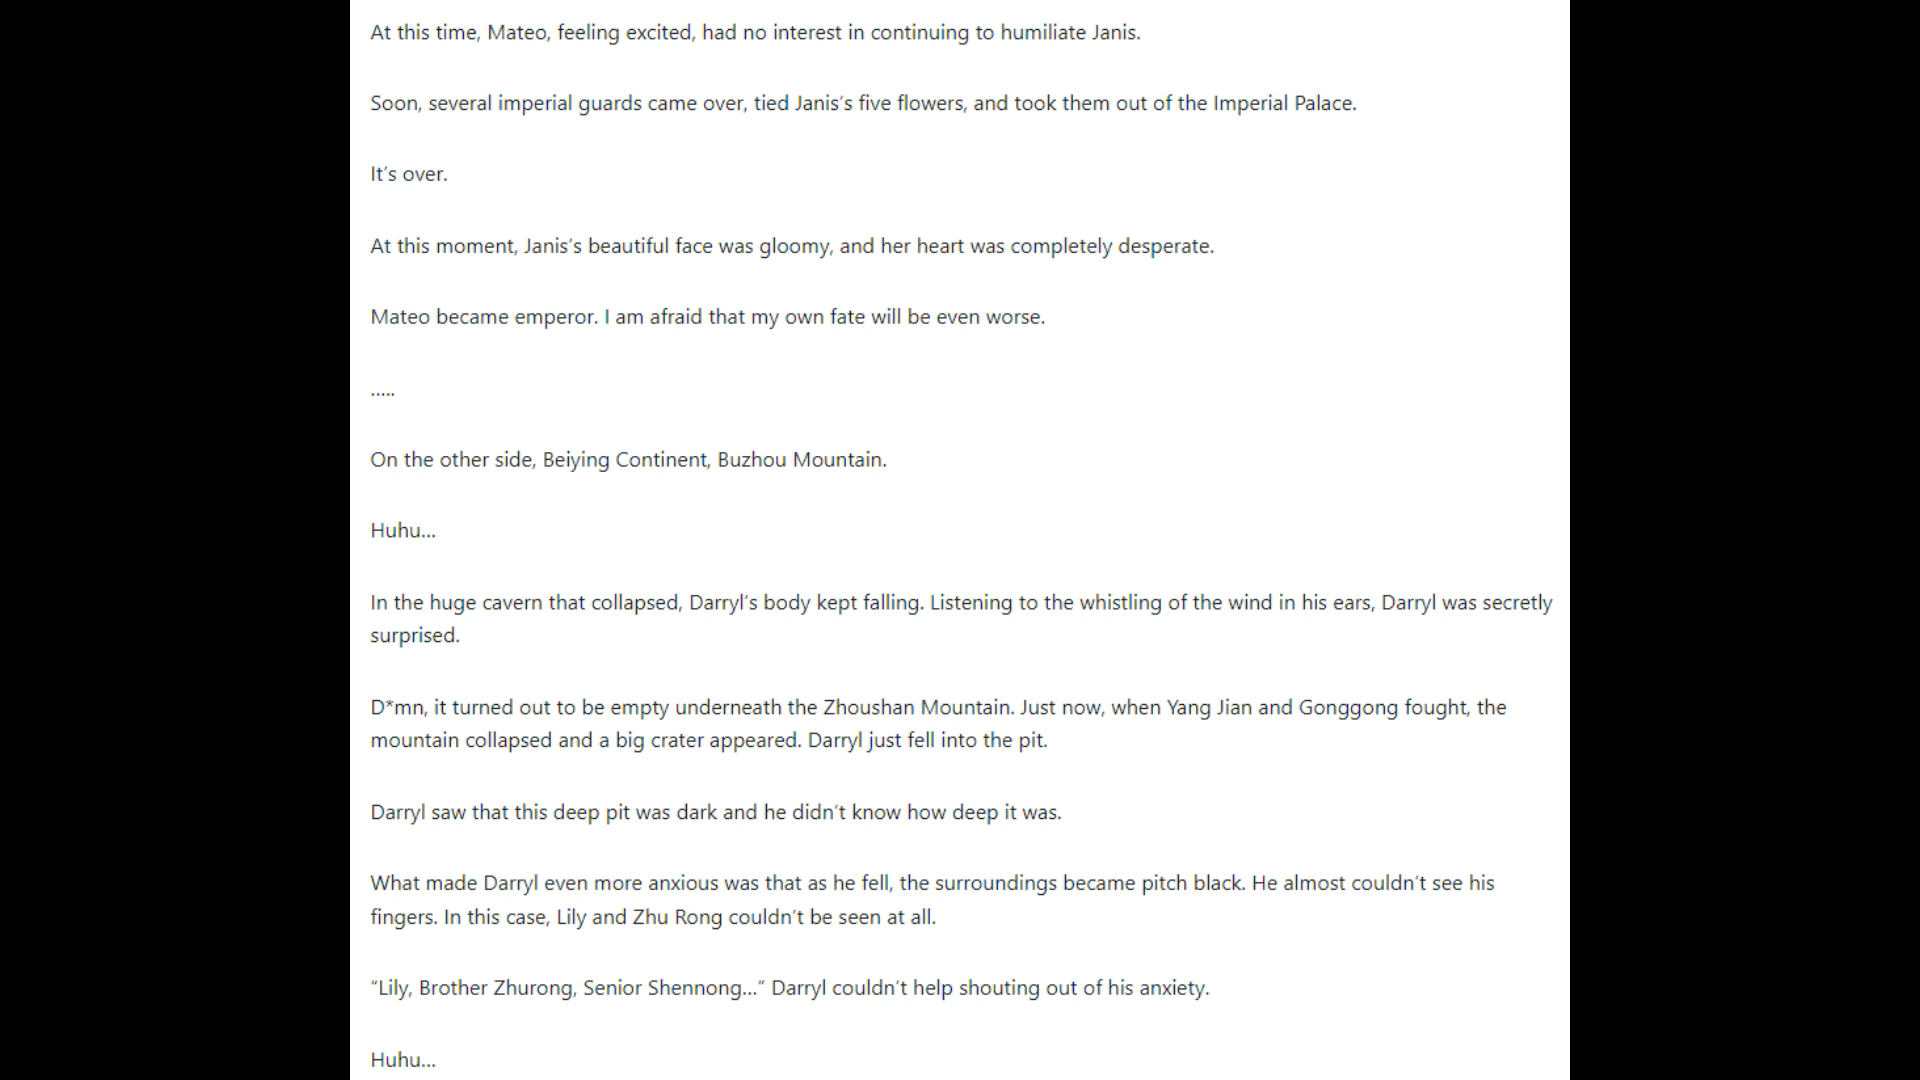 At this time, Mateo, feeling excited, had no interest in continuing to humiliate Janis.
Soon, several imperial guards came over, tied Janis's five flowers, and took them out of the Imperial Palace.
It's over.
At this moment, Janis's beautiful face was gloomy, and her heart was completely desperate.
Mateo became emperor. I am afraid that my own fate will be even worse.
.....
On the other side, Beiying Continent, Buzhou Mountain.
Huhu...
In the huge cavern that collapsed, Darryl's body kept falling. Listening to the whistling of the wind in his ears, Darryl was secretly
surprised.
D*mn, it turned out to be empty underneath the Zhoushan Mountain. Just now, when Yang Jian and Gonggong fought, the
mountain collapsed and a big crater appeared. Darryl just fell into the pit.
Darryl saw that this deep pit was dark and he didn't know how deep it was.
What made Darryl even more anxious was that as he fell, the surroundings became pitch black. He almost couldn't see his
fingers. In this case, Lily and Zhu Rong couldn't be seen at all.
“Lily, Brother Zhurong, Senior Shennong...” Darryl couldn't help shouting out of his anxiety.
Huhu...